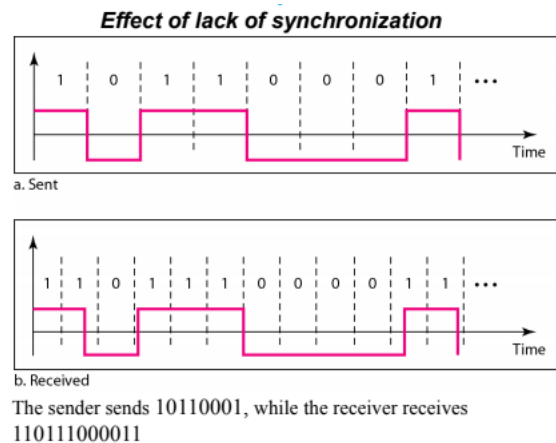 Effect of lack of synchronization
1 0 1 1 0 0 0 1 •••
Time
a. Sent
1 1 0 1 1 1 0 0 0 0 1 1 •••
Time
b. Received
The sender sends 10110001, while the receiver receives
110111000011